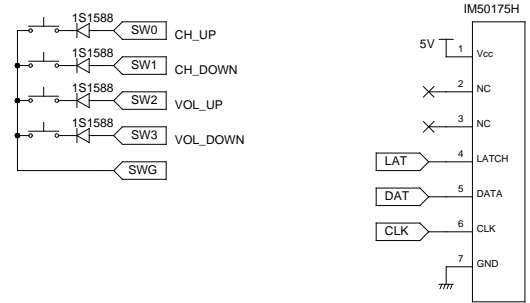 IM50175H
1S1588
SW0
CH_UP
1S1588
SW1
CH_DOWN
1S1588
SW2
VOL_UP
1S1588
SW3
VOL_DOWN
SWG
5V
1 Vcc
2 NC
3 NC
LAT 4 LATCH
DAT 5 DATA
CLK 6 CLK
7 GND